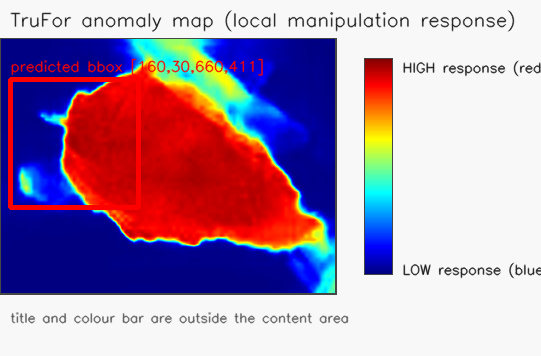 TruFor anomaly map (local manipulation response)
predicted bbox [160,30,660,411]
HIGH response (red
LOW response (blue
title and colour bar are outside the content area